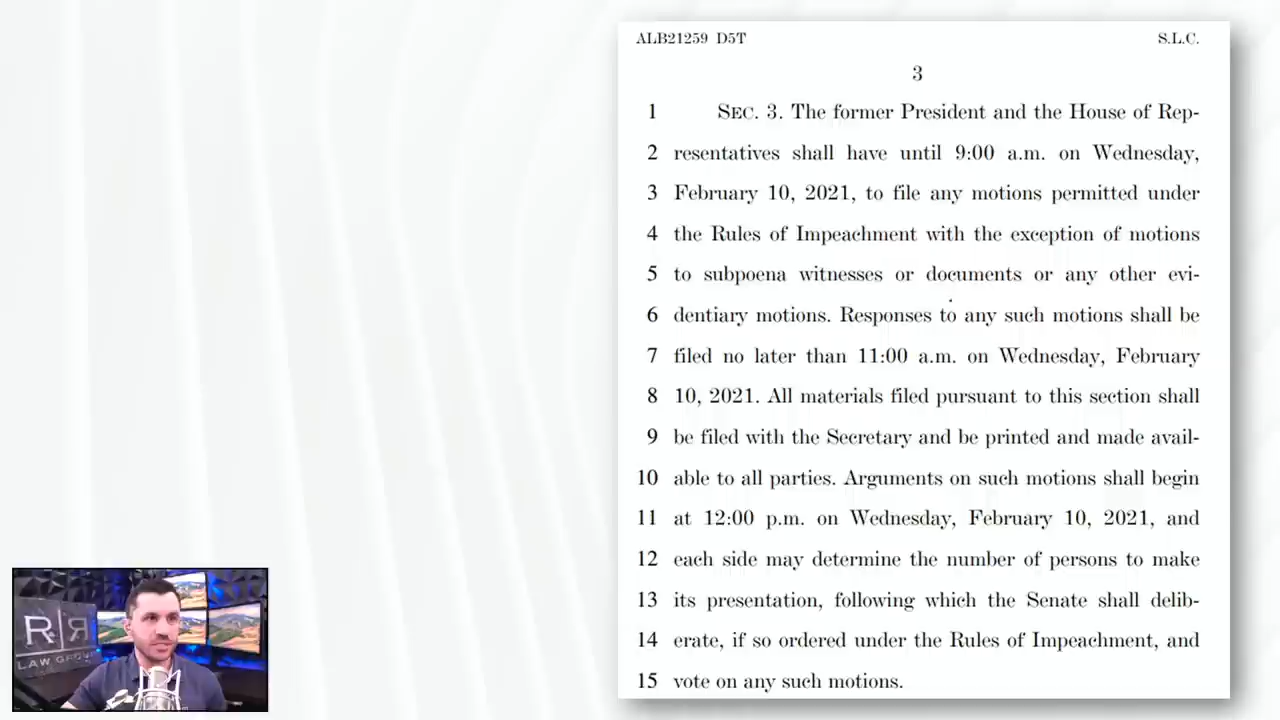 ALB21259 D5T S.L.C.
3
1 SEC. 3. The former President and the House of Rep-
2 resentatives shall have until 9:00 a.m. on Wednesday,
3 February 10, 2021, to file any motions permitted under
4 the Rules of Impeachment with the exception of motions
5 to subpoena witnesses or documents or any other evi-
6 dentiary motions. Responses to any such motions shall be
7 filed no later than 11:00 a.m. on Wednesday, February
8 10, 2021. All materials filed pursuant to this section shall
9 be filed with the Secretary and be printed and made avail-
10 able to all parties. Arguments on such motions shall begin
11 at 12:00 p.m. on Wednesday, February 10, 2021, and
12 each side may determine the number of persons to make
13 its presentation, following which the Senate shall delib-
14 erate, if so ordered under the Rules of Impeachment, and
15 vote on any such motions.
R R
LAW GROUP